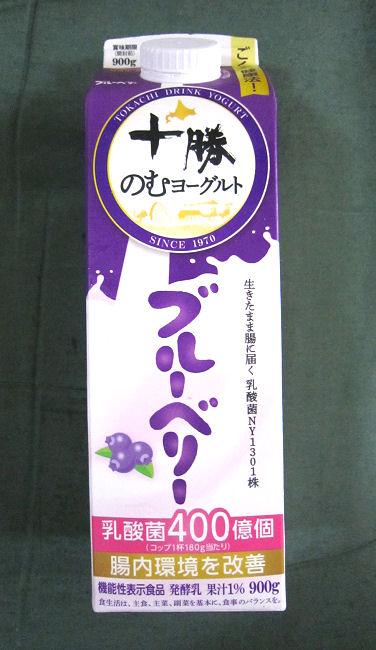 賞味期限
(開封前)
900g
TOKACHI DRINK YOGURT
十勝
のむヨーグルト
SINCE 1970
ブルーベリー
生きたまま腸に届く 乳酸菌NY1301株
乳酸菌400億個
(コップ1杯180g当たり)
腸内環境を改善
機能性表示食品 発酵乳 果汁1% 900g
食生活は、主食、主菜、副菜を基本に、食事のバランスを。